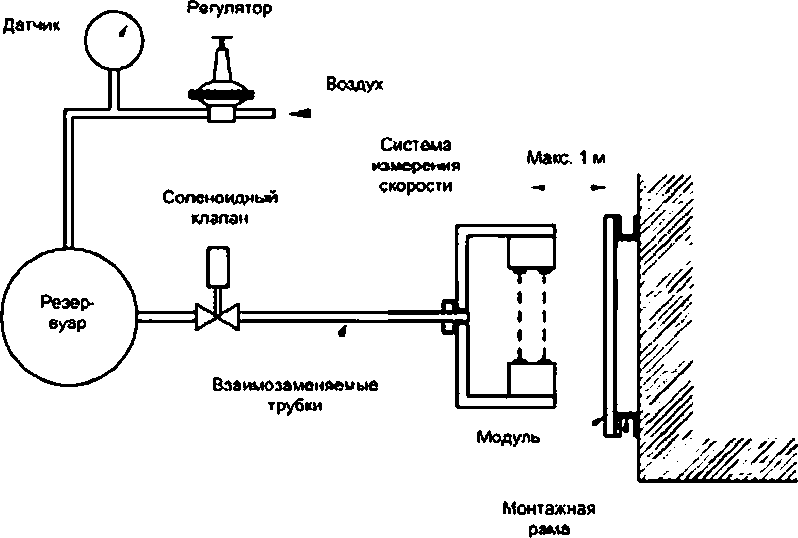 Датчик
Регулятор
Воздух
Система
измерения
скорости
Макс. 1 м
Соленоидный
клапан
Резер-
вуар
Взаимозаменяемые
трубки
Модуль
Монтажная
рама